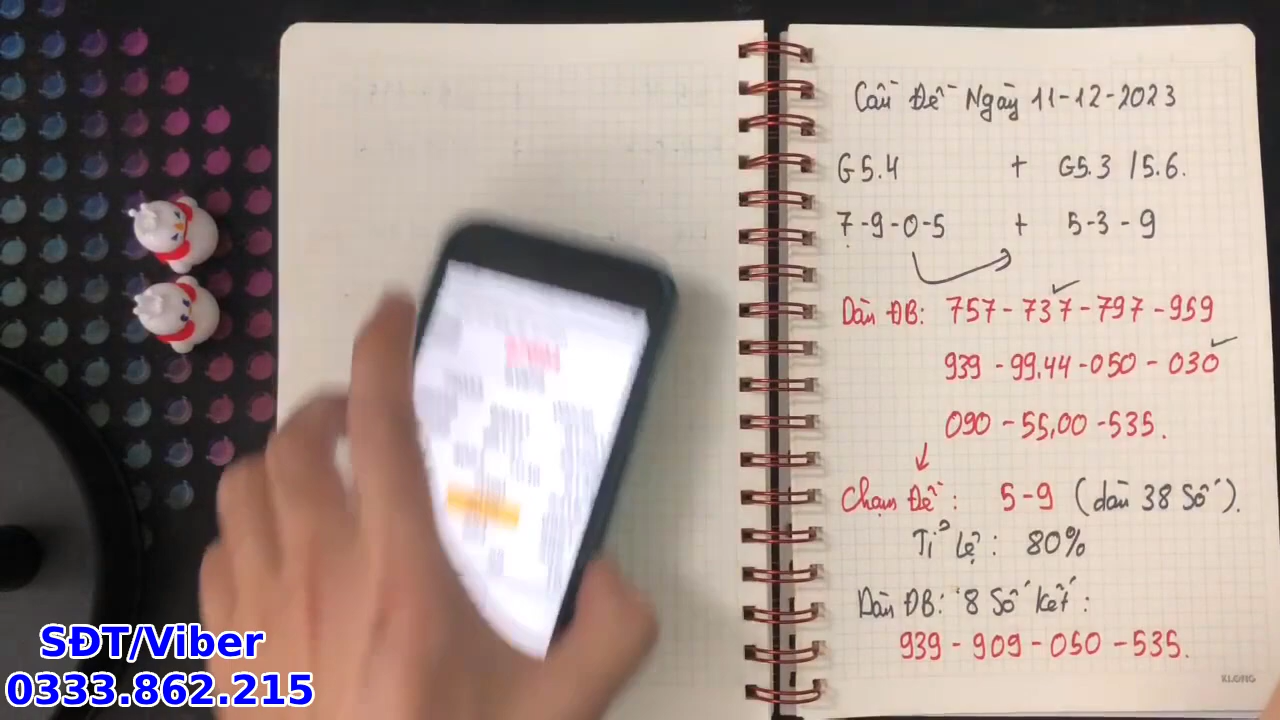 Cầu Đề Ngày 11-12-2023
G5.4 + G5.3 /5.6.
7-9-0-5 + 5-3-9
Dàn ĐB: 757-737-797-959
939-99,44-050-030
090-55,00-535.
Chạm Đề: 5-9 (dàn 38 Số).
Tỉ Lệ: 80%
Dàn ĐB: 8 Số Kết:
939-909-050-535.
KLONG
SĐT/Viber
0333.862.215